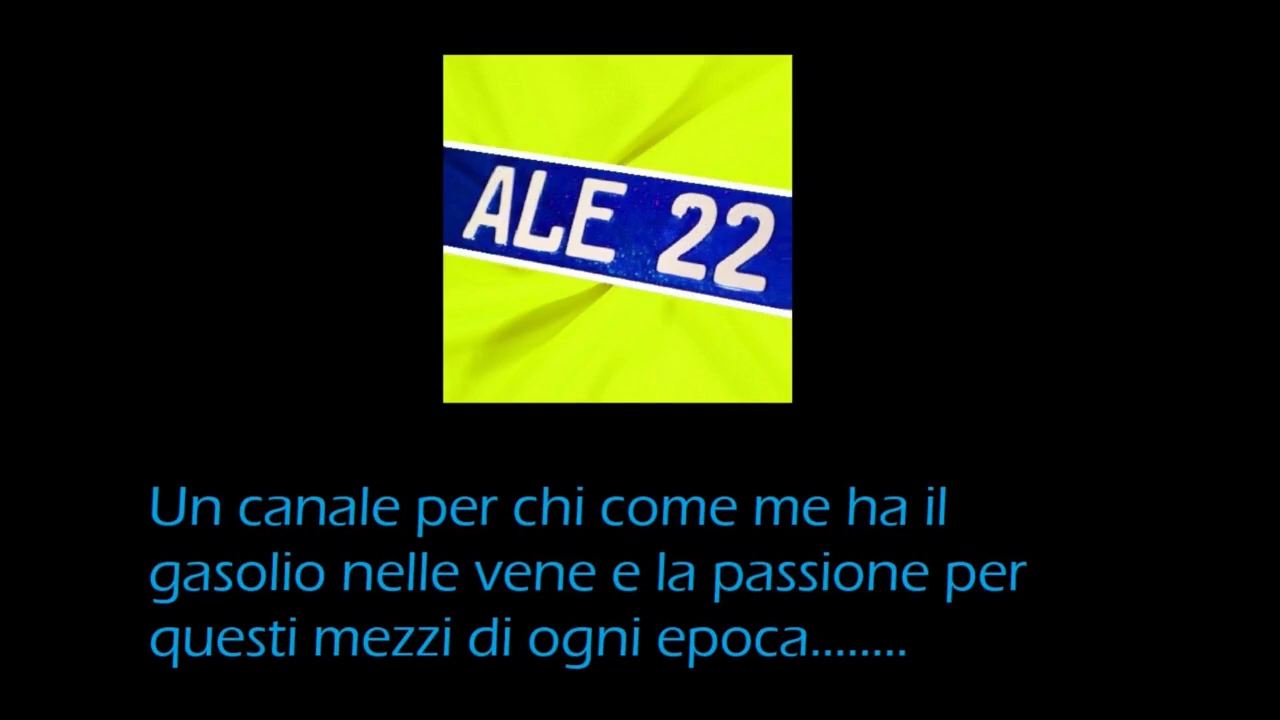 ALE 22
Un canale per chi come me ha il
gasolio nelle vene e la passione per
questi mezzi di ogni epoca........